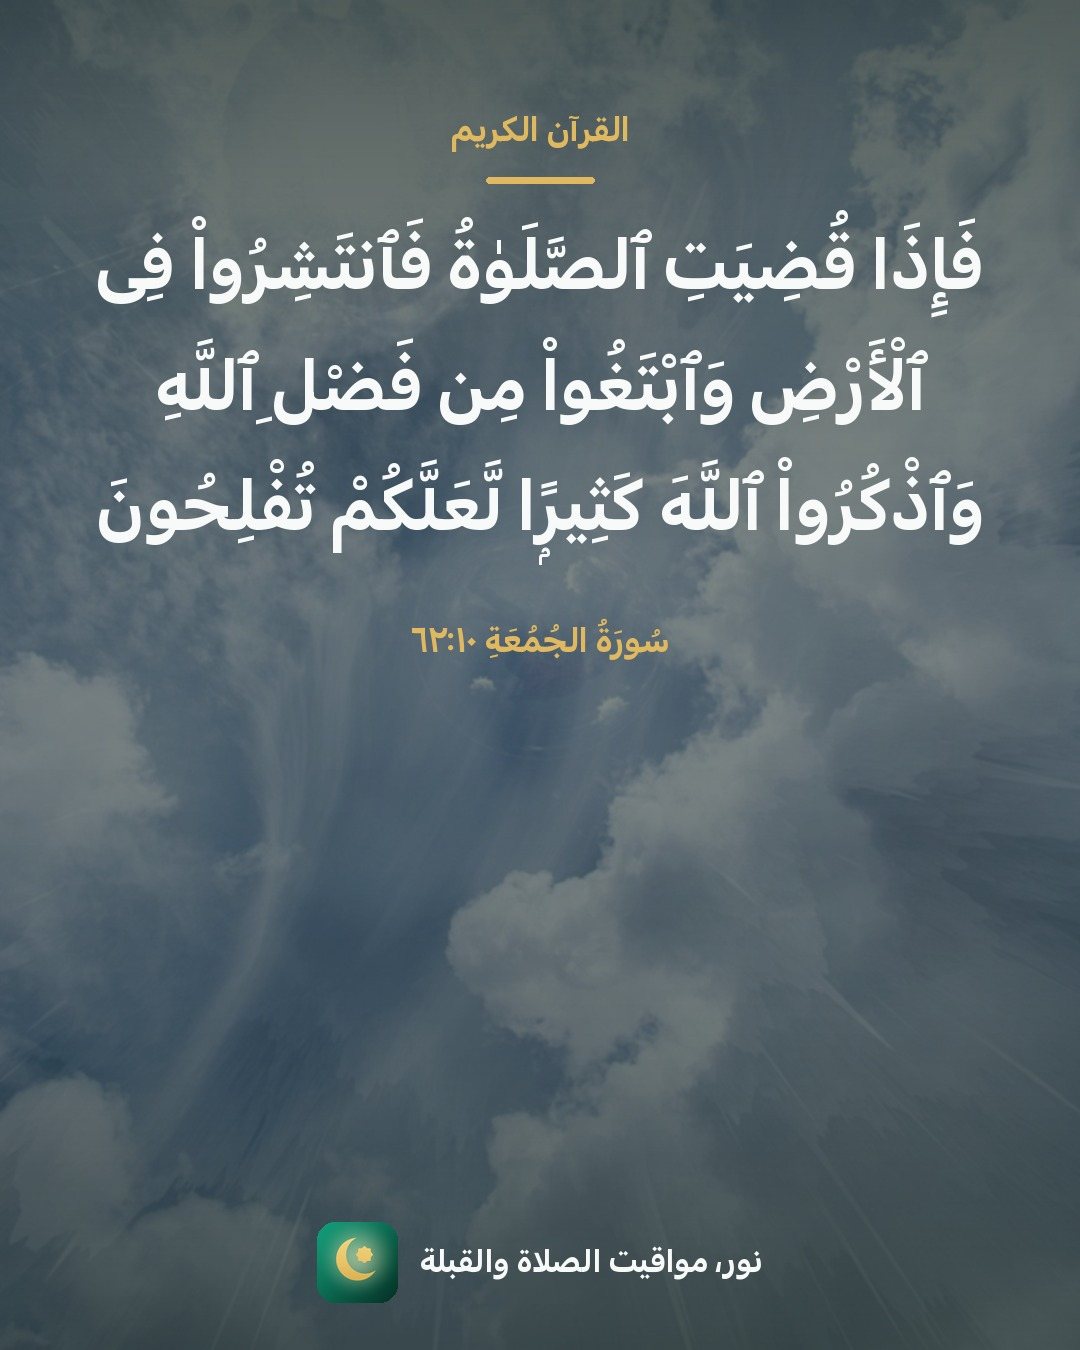 القرآن الكريم
فَإِذَا قُضِيَتِ ٱلصَّلَوٰةُ فَٱنتَشِرُوا۟ فِى
ٱلْأَرْضِ وَٱبْتَغُوا۟ مِن فَضْلِ ٱللَّهِ
وَٱذْكُرُوا۟ ٱللَّهَ كَثِيرًۭا لَّعَلَّكُمْ تُفْلِحُونَ
سُورَةُ الجُمُعَةِ ٦٢:١٠
نور، مواقيت الصلاة والقبلة